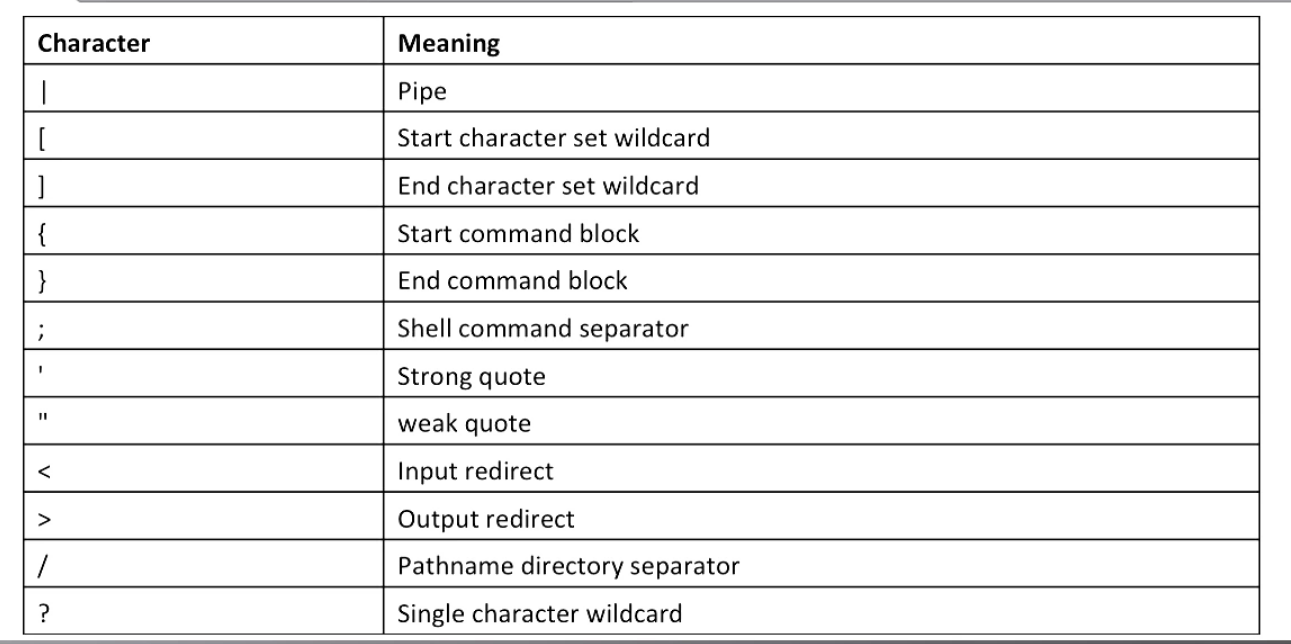 Character Meaning
| Pipe
[ Start character set wildcard
] End character set wildcard
{ Start command block
} End command block
; Shell command separator
' Strong quote
" weak quote
< Input redirect
> Output redirect
/ Pathname directory separator
? Single character wildcard